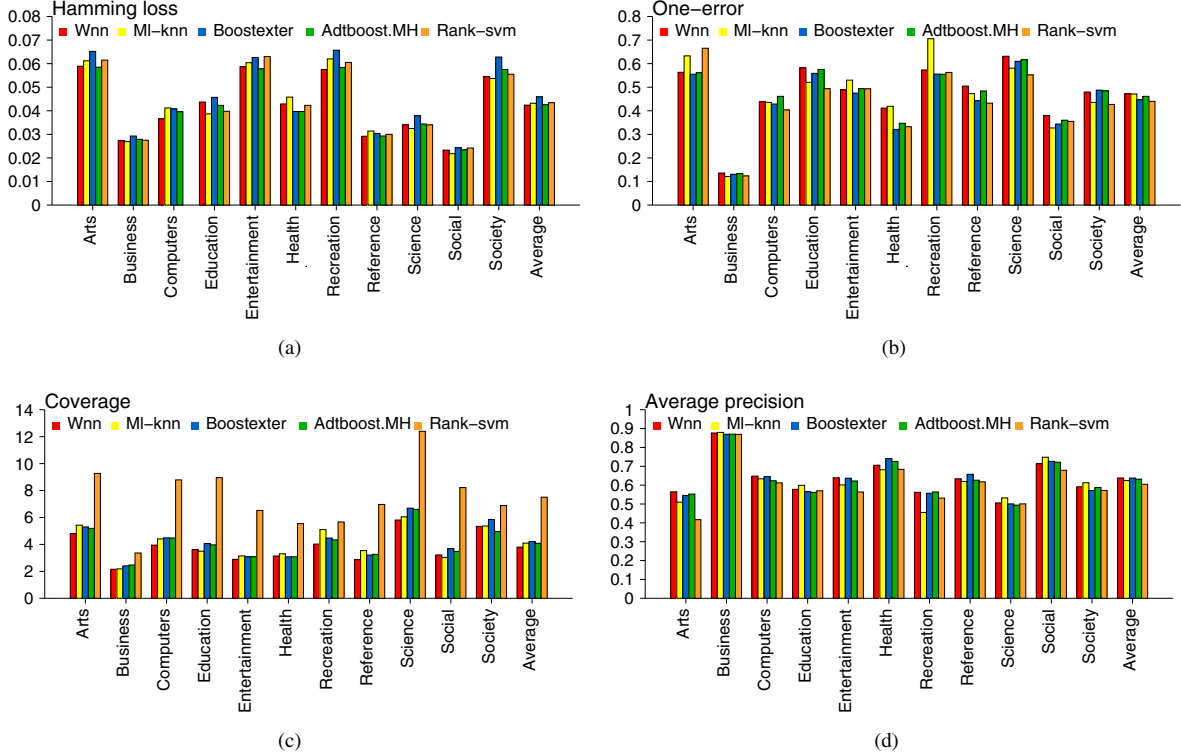 Hamming loss
Wnn Ml-knn Boostexter Adtboost.MH Rank-svm
0.08
0.07
0.06
0.05
0.04
0.03
0.02
0.01
0
Arts
Business
Computers
Education
Entertainment
Health
Recreation
Reference
Science
Social
Society
Average
(a)
One-error
Wnn Ml-knn Boostexter Adtboost.MH Rank-svm
0.8
0.7
0.6
0.5
0.4
0.3
0.2
0.1
0
Arts
Business
Computers
Education
Entertainment
Health
Recreation
Reference
Science
Social
Society
Average
(b)
Coverage
Wnn Ml-knn Boostexter Adtboost.MH Rank-svm
14
12
10
8
6
4
2
0
Arts
Business
Computers
Education
Entertainment
Health
Recreation
Reference
Science
Social
Society
Average
(c)
Average precision
Wnn Ml-knn Boostexter Adtboost.MH Rank-svm
1
0.9
0.8
0.7
0.6
0.5
0.4
0.3
0.2
0.1
0
Arts
Business
Computers
Education
Entertainment
Health
Recreation
Reference
Science
Social
Society
Average
(d)